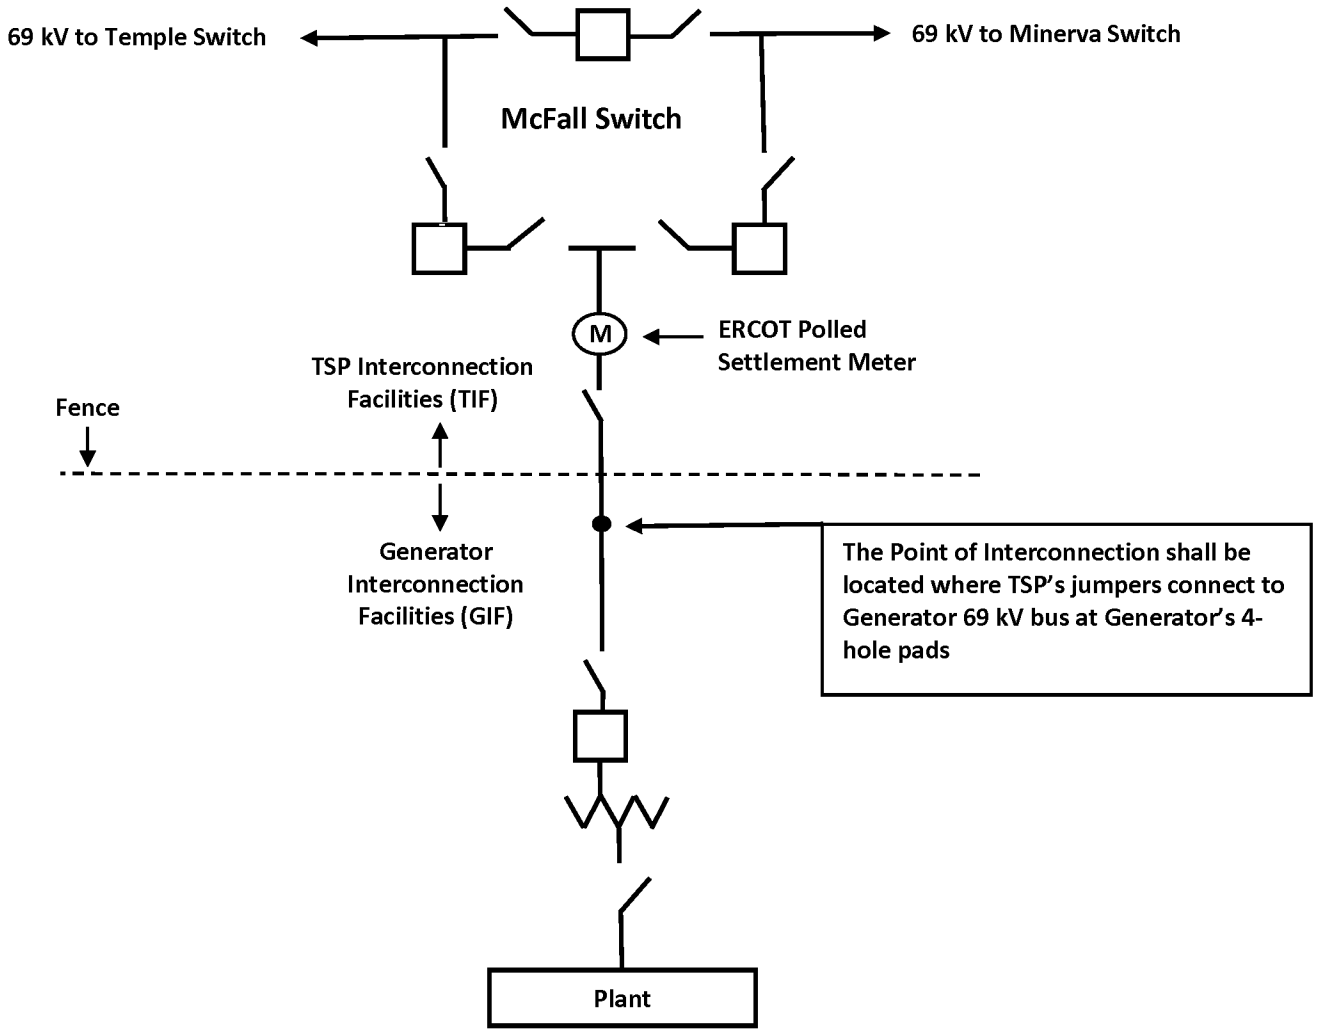 69 kV to Temple Switch
69 kV to Minerva Switch
McFall Switch
M
ERCOT Polled
Settlement Meter
TSP Interconnection
Facilities (TIF)
Fence
Generator
Interconnection
Facilities (GIF)
The Point of Interconnection shall be
located where TSP’s jumpers connect to
Generator 69 kV bus at Generator’s 4-
hole pads
Plant